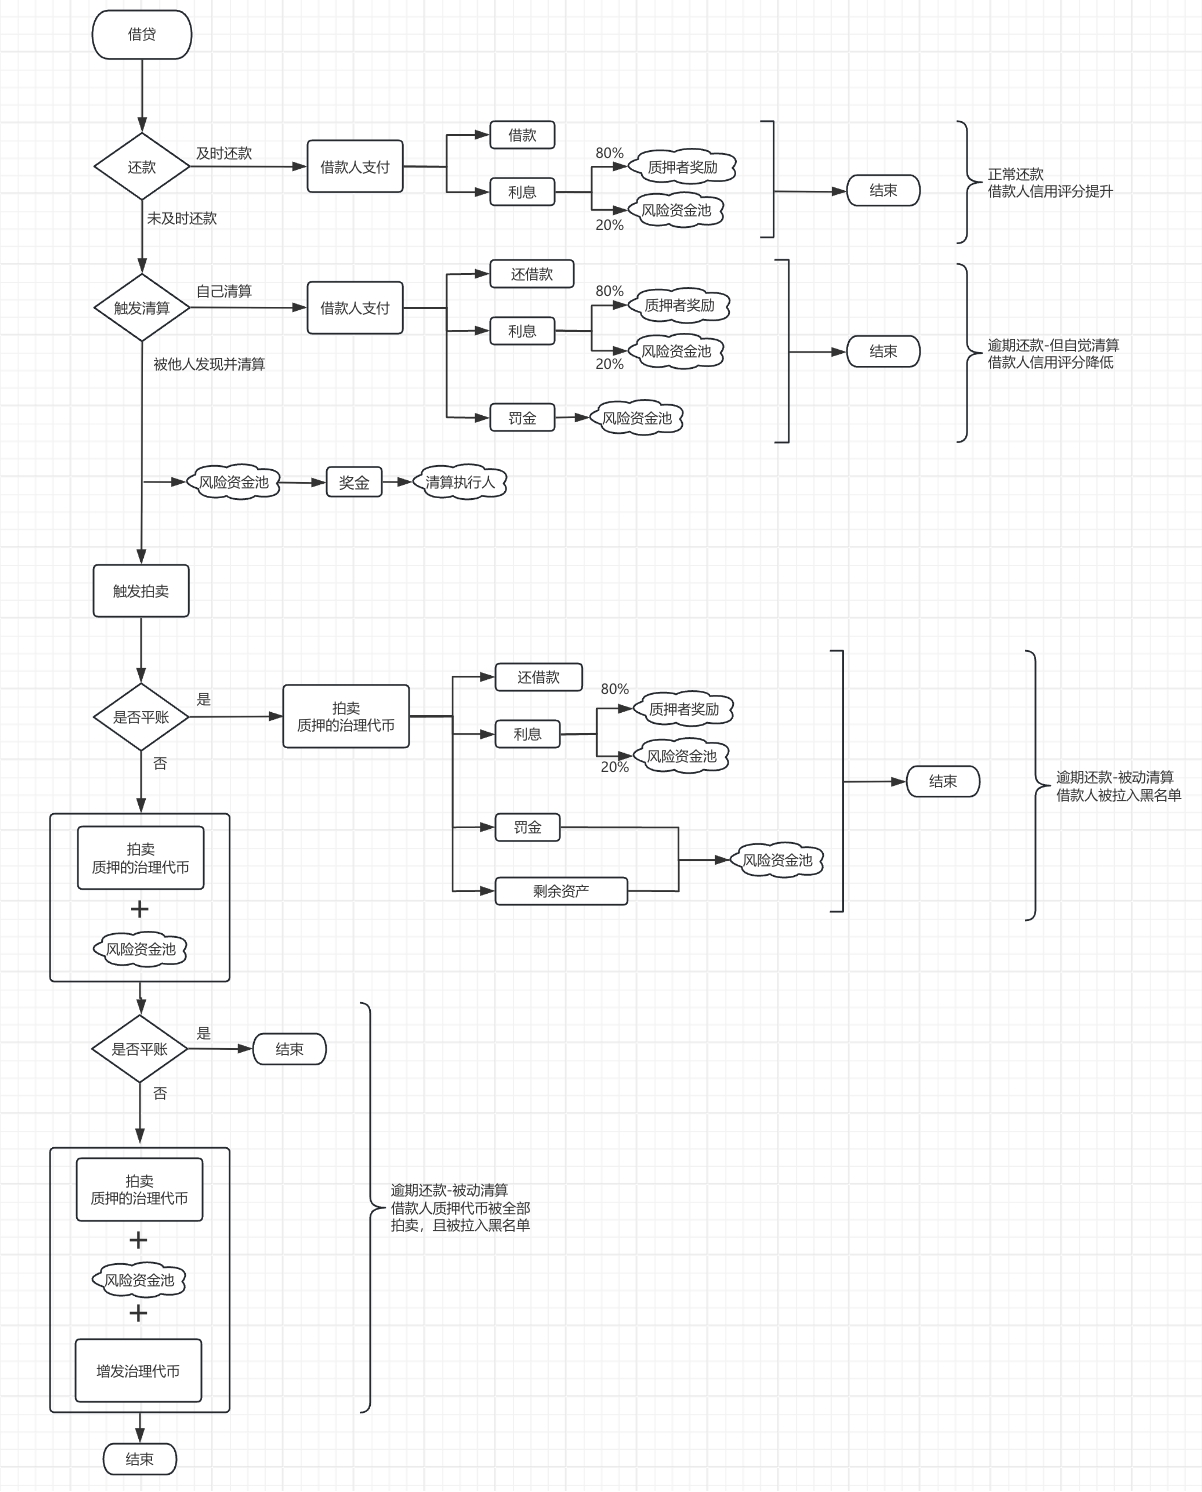 借贷
还款
及时还款
借款人支付
借款
利息
80%
质押者奖励
20%
风险资金池
结束
正常还款
借款人信用评分提升
未及时还款
触发清算
自己清算
借款人支付
还借款
利息
80%
质押者奖励
20%
风险资金池
罚金
风险资金池
结束
逾期还款-但自觉清算
借款人信用评分降低
被他人发现并清算
风险资金池
奖金
清算执行人
触发拍卖
是否平账
是
拍卖
质押的治理代币
还借款
利息
80%
质押者奖励
20%
风险资金池
罚金
剩余资产
风险资金池
结束
逾期还款-被动清算
借款人被拉入黑名单
否
拍卖
质押的治理代币
+
风险资金池
是否平账
是
结束
否
拍卖
质押的治理代币
+
风险资金池
+
增发治理代币
结束
逾期还款-被动清算
借款人质押代币被全部
拍卖，且被拉入黑名单